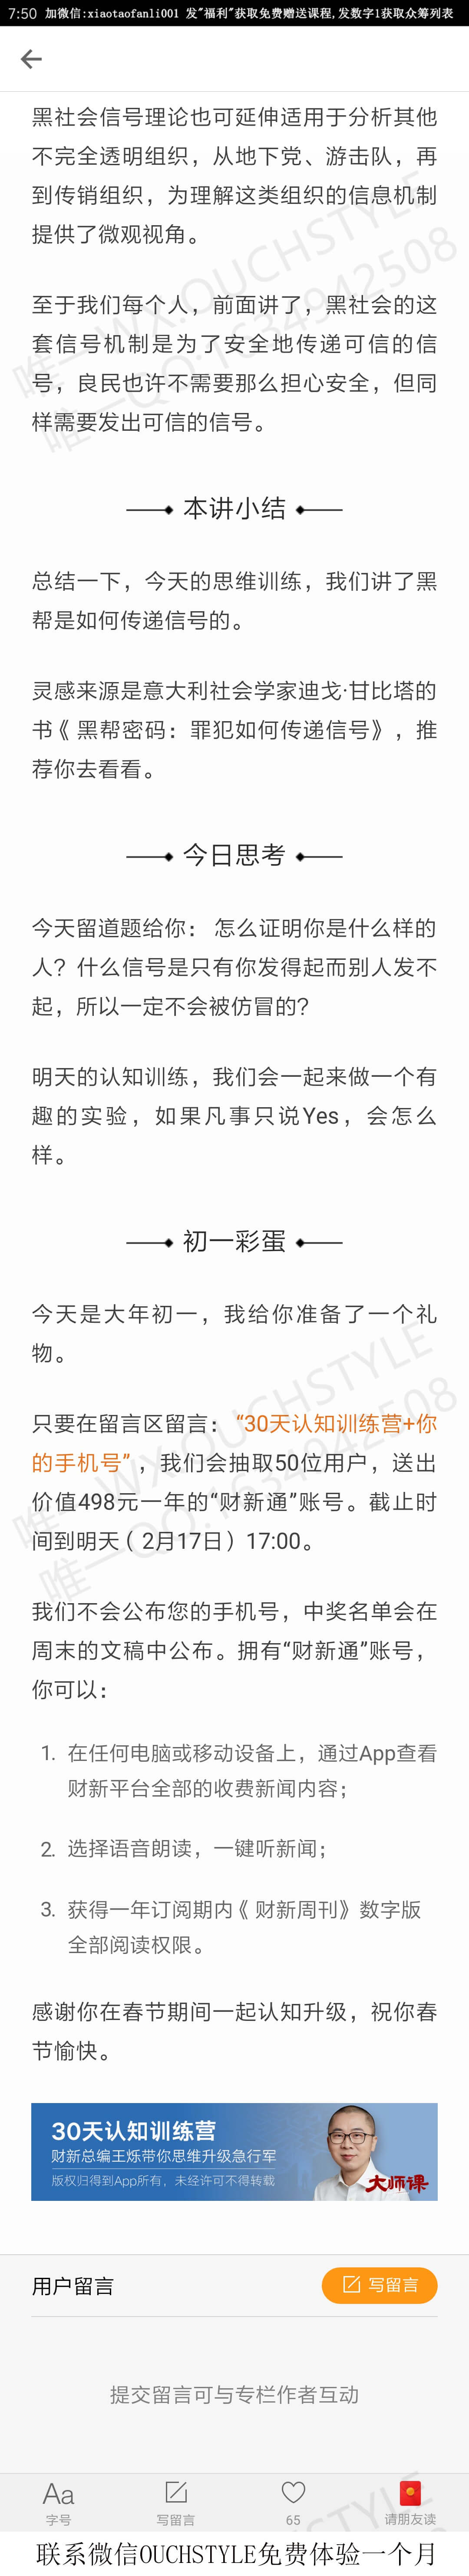 7:50 加微信:xiaotaofanli001 发"福利"获取免费赠送课程,发数字1获取众筹列表
黑社会信号理论也可延伸适用于分析其他
不完全透明组织，从地下党、游击队，再
到传销组织，为理解这类组织的信息机制
提供了微观视角。
至于我们每个人，前面讲了，黑社会的这
套信号机制是为了安全地传递可信的信
号，良民也许不需要那么担心安全，但同
样需要发出可信的信号。
唯一WX:OUCHSTYLE
唯一QQ:1634942508
本讲小结
总结一下，今天的思维训练，我们讲了黑
帮是如何传递信号的。
灵感来源是意大利社会学家迪戈·甘比塔的
书《黑帮密码：罪犯如何传递信号》，推
荐你去看看。
今日思考
今天留道题给你：怎么证明你是什么样的
人？什么信号是只有你发得起而别人发不
起，所以一定不会被仿冒的？
明天的认知训练，我们会一起来做一个有
趣的实验，如果凡事只说Yes，会怎么
样。
初一彩蛋
今天是大年初一，我给你准备了一个礼
物。
只要在留言区留言：“30天认知训练营+你
的手机号”，我们会抽取50位用户，送出
价值498元一年的“财新通”账号。截止时
间到明天（2月17日）17:00。
唯一WX:OUCHSTYLE
唯一QQ:1634942508
我们不会公布您的手机号，中奖名单会在
周末的文稿中公布。拥有“财新通”账号，
你可以：
1. 在任何电脑或移动设备上，通过App查看
财新平台全部的收费新闻内容；
2. 选择语音朗读，一键听新闻；
3. 获得一年订阅期内《财新周刊》数字版
全部阅读权限。
感谢你在春节期间一起认知升级，祝你春
节愉快。
30天认知训练营
财新总编王烁带你思维升级急行军
版权归得到App所有，未经许可不得转载
大师课
用户留言
写留言
提交留言可与专栏作者互动
Aa
字号
写留言
65
请朋友读
联系微信OUCHSTYLE免费体验一个月